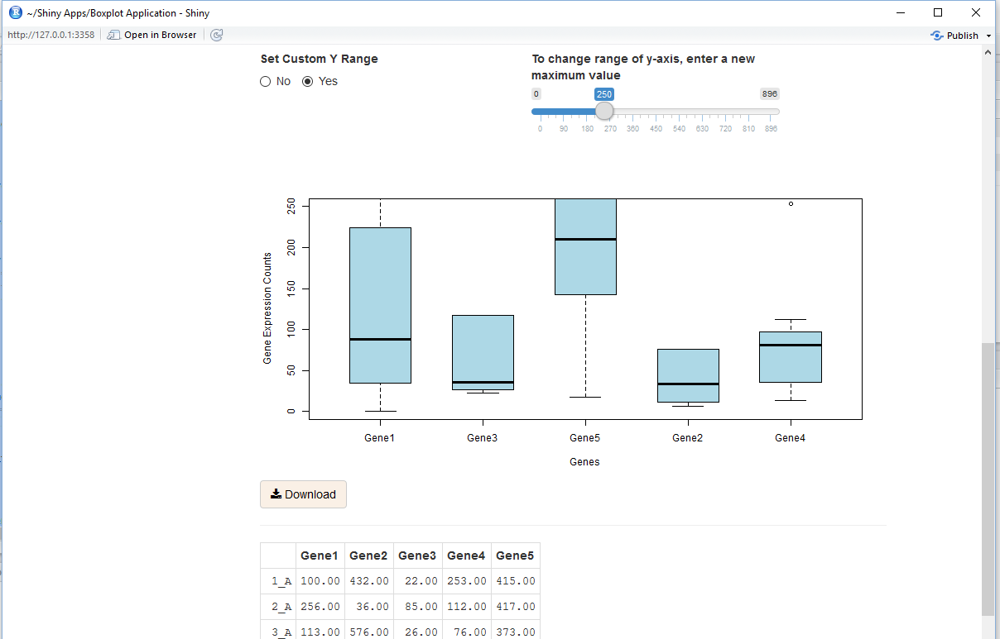 ~/Shiny Apps/Boxplot Application - Shiny
http://127.0.0.1:3358 Open in Browser Publish
Set Custom Y Range
No Yes
To change range of y-axis, enter a new
maximum value
0 250 896
0 90 180 270 360 450 540 630 720 810 896
Gene Expression Counts
250
200
150
100
50
0
Gene1 Gene3 Gene5 Gene2 Gene4
Genes
Download
Gene1 Gene2 Gene3 Gene4 Gene5
1_A 100.00 432.00 22.00 253.00 415.00
2_A 256.00 36.00 85.00 112.00 417.00
3_A 113.00 576.00 26.00 76.00 373.00